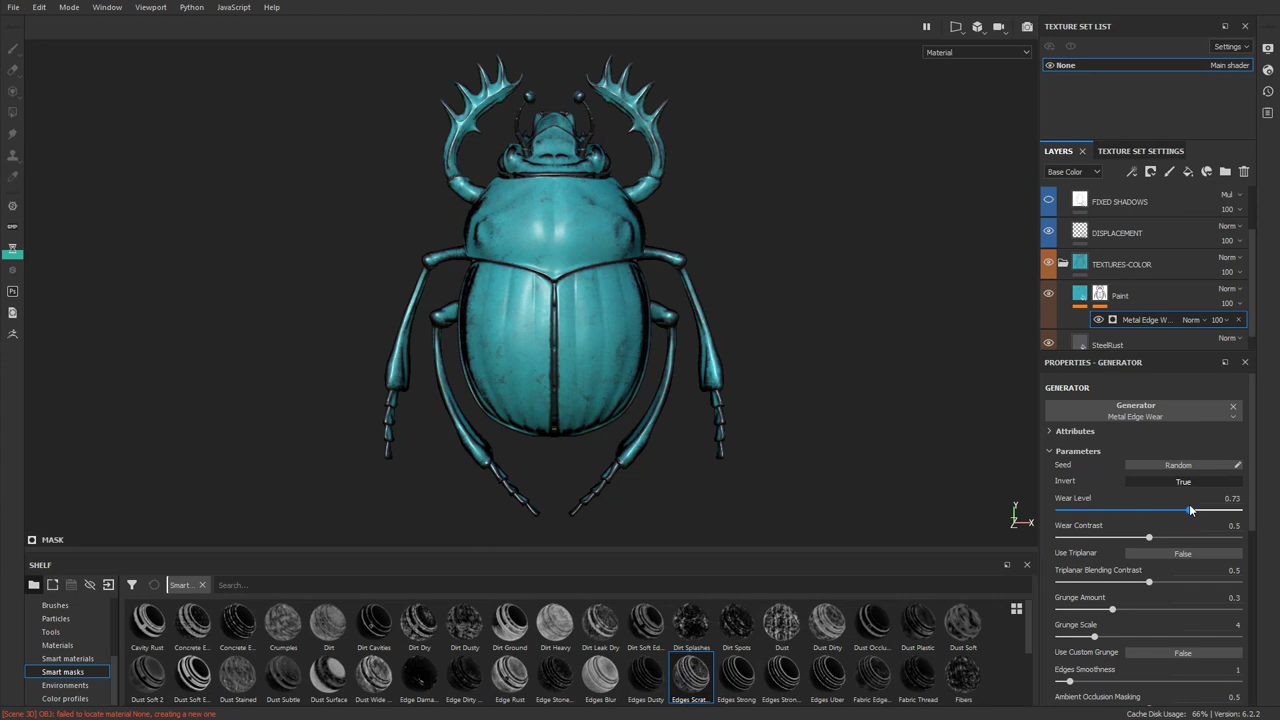 File Edit Mode Window Viewport Python JavaScript Help
Material
TEXTURE SET LIST
Settings
None Main shader
LAYERS TEXTURE SET SETTINGS
Base Color
FIXED SHADOWS Mul 100
DISPLACEMENT Norm 100
TEXTURES-COLOR Norm 100
Paint Norm 100
Metal Edge W... Norm 100
SteelRust Norm
PROPERTIES - GENERATOR
GENERATOR
Generator
Metal Edge Wear
Attributes
Parameters
Seed Random
Invert True
Wear Level 0.73
Wear Contrast 0.5
Use Triplanar False
Triplanar Blending Contrast 0.5
Grunge Amount 0.3
Grunge Scale 4
Use Custom Grunge False
Edges Smoothness 1
Ambient Occlusion Masking 0.5
Y
Z X
Ps
MASK
SHELF
Smart... Search...
Brushes
Particles
Tools
Materials
Smart materials
Smart masks
Environments
Color profiles
Cavity Rust Concrete E... Concrete E... Crumples Dirt Dirt Cavities Dirt Dry Dirt Dusty Dirt Ground Dirt Heavy Dirt Leak Dry Dirt Soft Ed... Dirt Splashes Dirt Spots Dust Dust Dirty Dust Occlu... Dust Plastic Dust Soft
Dust Soft 2 Dust Soft E... Dust Stained Dust Subtle Dust Surface Dust Wide ... Edge Dama... Edge Dirty ... Edge Rust Edge Stone... Edges Blur Edges Dusty Edges Scrat... Edges Strong Edges Stron... Edges Uber Fabric Edge... Fabric Thread Fibers
[Scene 3D] OBJ: failed to locate material None, creating a new one
Cache Disk Usage: 66% | Version: 6.2.2